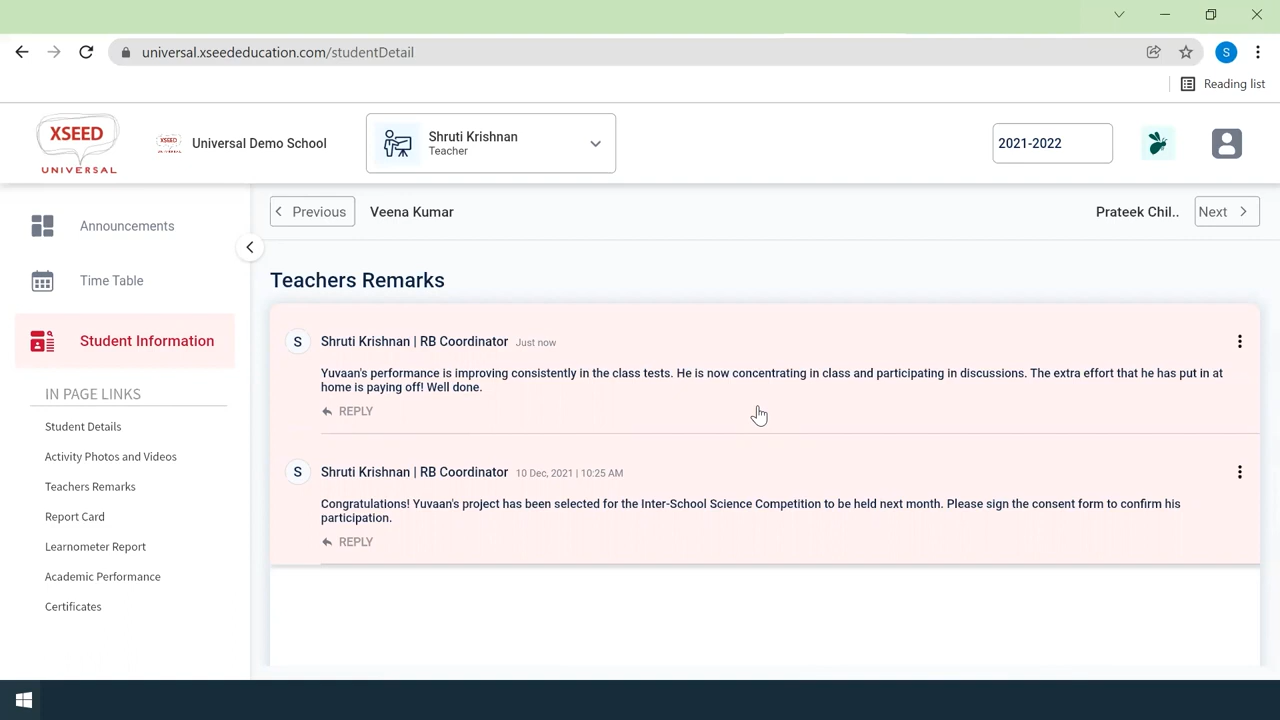 universal.xseededucation.com/studentDetail
S
Reading list
XSEED
UNIVERSAL
XSEED
Universal Demo School
Shruti Krishnan
Teacher
2021-2022
Announcements
Time Table
Student Information
IN PAGE LINKS
Student Details
Activity Photos and Videos
Teachers Remarks
Report Card
Learnometer Report
Academic Performance
Certificates
Previous
Veena Kumar
Prateek Chil..
Next
Teachers Remarks
S
Shruti Krishnan | RB Coordinator Just now
Yuvaan's performance is improving consistently in the class tests. He is now concentrating in class and participating in discussions. The extra effort that he has put in at
home is paying off! Well done.
REPLY
S
Shruti Krishnan | RB Coordinator 10 Dec, 2021 | 10:25 AM
Congratulations! Yuvaan's project has been selected for the Inter-School Science Competition to be held next month. Please sign the consent form to confirm his
participation.
REPLY